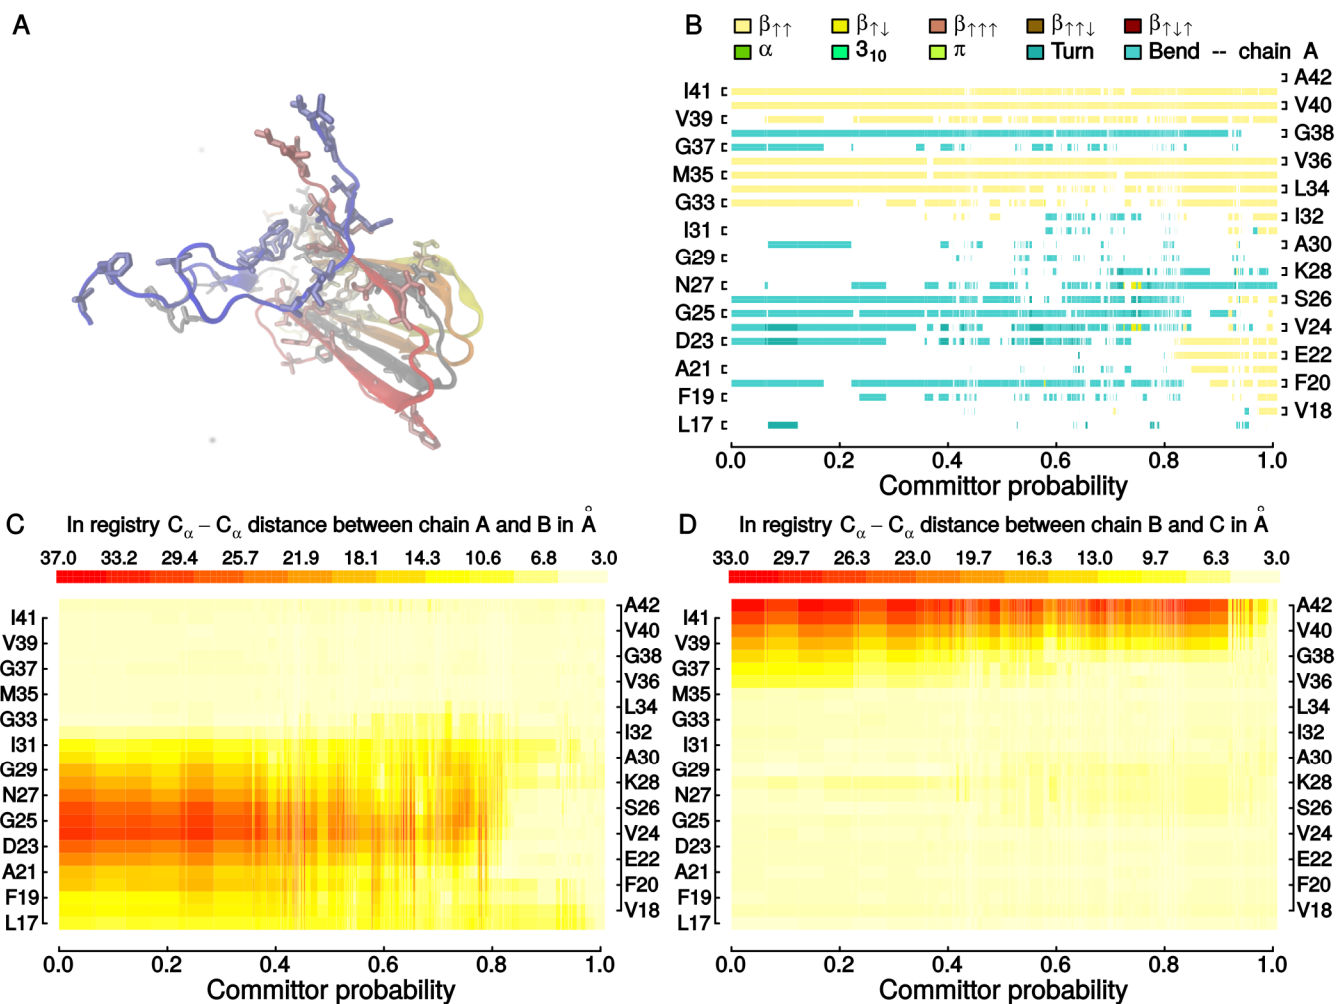 A
B
β↑↑ β↑↓ β↑↑↑ β↑↑↓ β↑↓↑
α 3₁₀ π Turn Bend -- chain A
A42
I41
V40
V39
G38
G37
V36
M35
L34
G33
I32
I31
A30
G29
K28
N27
S26
G25
V24
D23
E22
A21
F20
F19
V18
L17
0.0 0.2 0.4 0.6 0.8 1.0
Committor probability
C
In registry Cα – Cα distance between chain A and B in Å
37.0 33.2 29.4 25.7 21.9 18.1 14.3 10.6 6.8 3.0
A42
I41
V40
V39
G38
G37
V36
M35
L34
G33
I32
I31
A30
G29
K28
N27
S26
G25
V24
D23
E22
A21
F20
F19
V18
L17
0.0 0.2 0.4 0.6 0.8 1.0
Committor probability
D
In registry Cα – Cα distance between chain B and C in Å
33.0 29.7 26.3 23.0 19.7 16.3 13.0 9.7 6.3 3.0
A42
I41
V40
V39
G38
G37
V36
M35
L34
G33
I32
I31
A30
G29
K28
N27
S26
G25
V24
D23
E22
A21
F20
F19
V18
L17
0.0 0.2 0.4 0.6 0.8 1.0
Committor probability